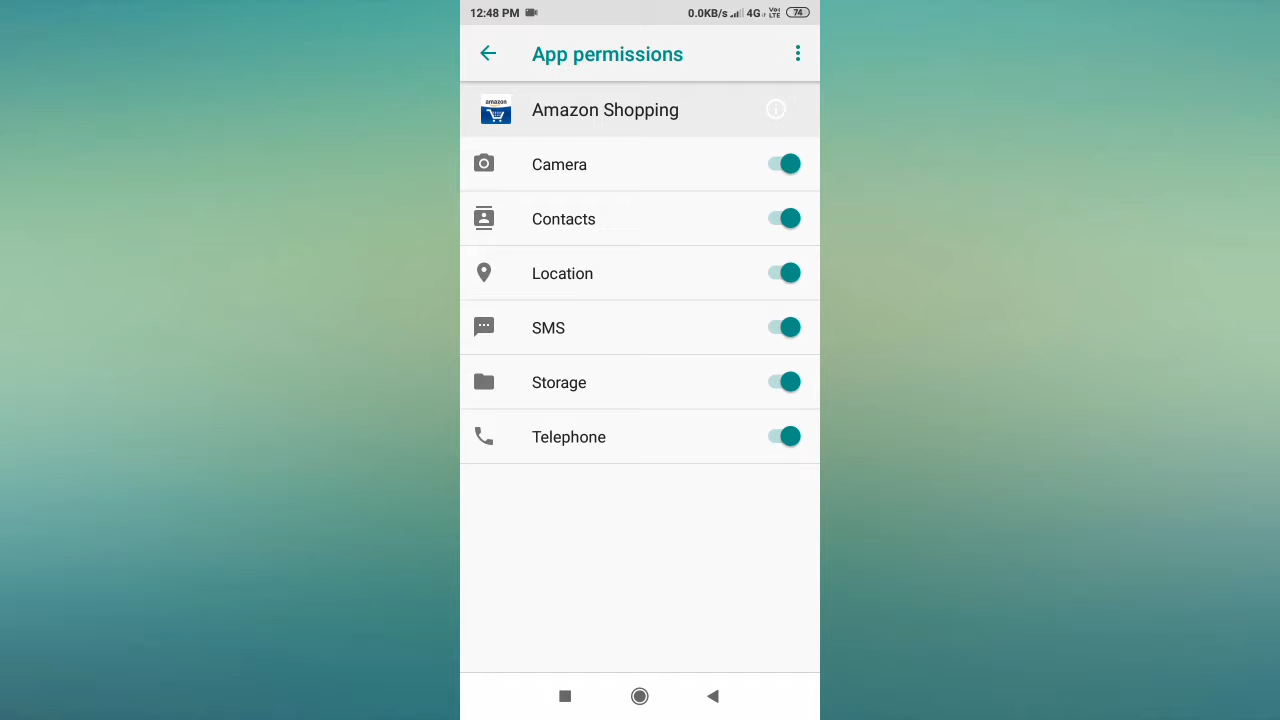 12:48 PM 0.0KB/s 4G Vo) LTE 74
App permissions
amazon
Amazon Shopping
Camera
Contacts
Location
SMS
Storage
Telephone